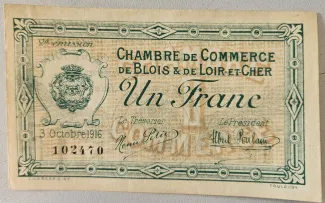 CHAMBRE DE COMMERCE
DE BLOIS & DE LOIR-ET-CHER
Un Franc
3 Octobre 1916
Le Trésorier
Le Président
102470